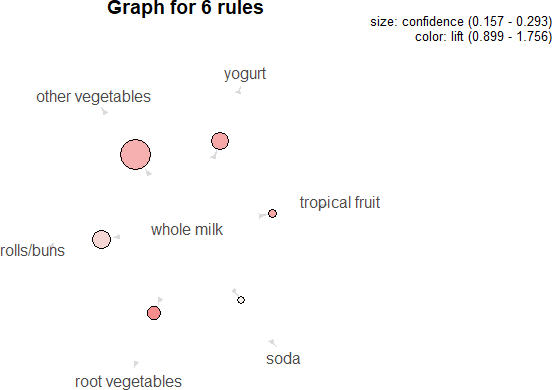 Graph for 6 rules
size: confidence (0.157 - 0.293)
color: lift (0.899 - 1.756)
yogurt
other vegetables
tropical fruit
whole milk
rolls/buns
soda
root vegetables